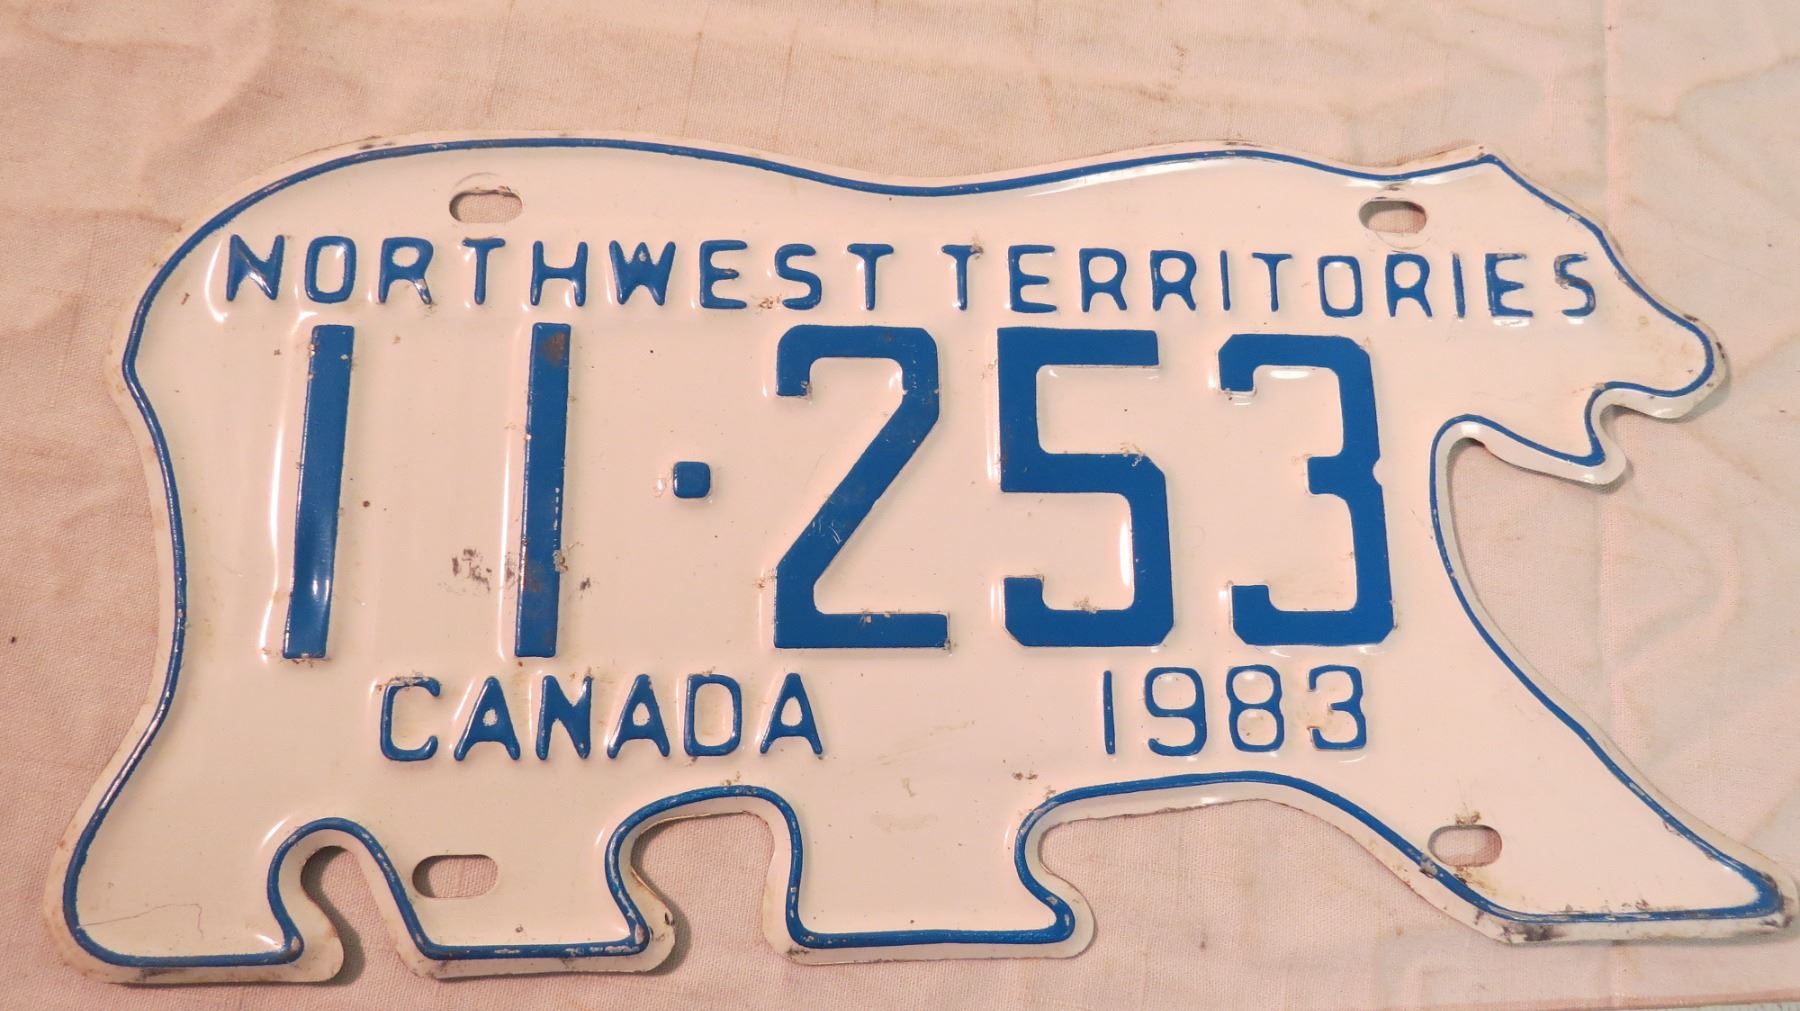 NORTHWEST TERRITORIES
11·253
CANADA 1983